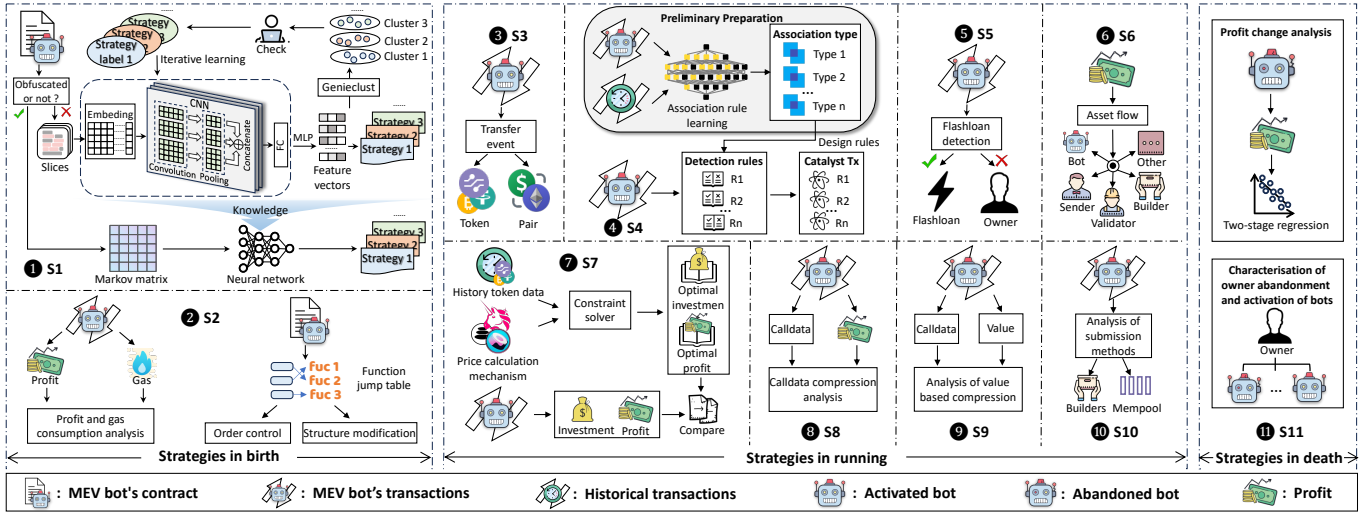 Strategy 3
Strategy 2
Strategy
label 1
Check
Cluster 3
Cluster 2
Cluster 1
Iterative learning
Obfuscated
or not ?
Slices
Embeding
CNN
Convolution
Pooling
Concatenate
FC
MLP
Genieclust
Feature
vectors
Strategy 3
Strategy 2
Strategy 1
Knowledge
1 S1
Markov matrix
Neural network
Strategy 3
Strategy 2
Strategy 1
2 S2
Profit
Gas
Profit and gas
consumption analysis
Fuc 1
Fuc 2
Fuc 3
Function
jump table
Order control
Structure modification
Strategies in birth
3 S3
Transfer
event
Token
Pair
Preliminary Preparation
Association rule
learning
Association type
Type 1
Type 2
...
Type n
Design rules
4 S4
Detection rules
R1
R2
...
Rn
Catalyst Tx
R1
R2
...
Rn
5 S5
Flashloan
detection
Flashloan
Owner
6 S6
Asset flow
Bot
Other
Sender
Validator
Builder
7 S7
History token data
Price calculation
mechanism
Constraint
solver
Optimal
investmen
Optimal
profit
Investment
Profit
Compare
Calldata
Calldata compression
analysis
8 S8
Calldata
Value
Analysis of value
based compression
9 S9
Analysis of
submission
methods
Builders
Mempool
10 S10
Strategies in running
Profit change analysis
Two-stage regression
Characterisation of
owner abandonment
and activation of bots
Owner
...
11 S11
Strategies in death
: MEV bot's contract
: MEV bot’s transactions
: Historical transactions
: Activated bot
: Abandoned bot
: Profit